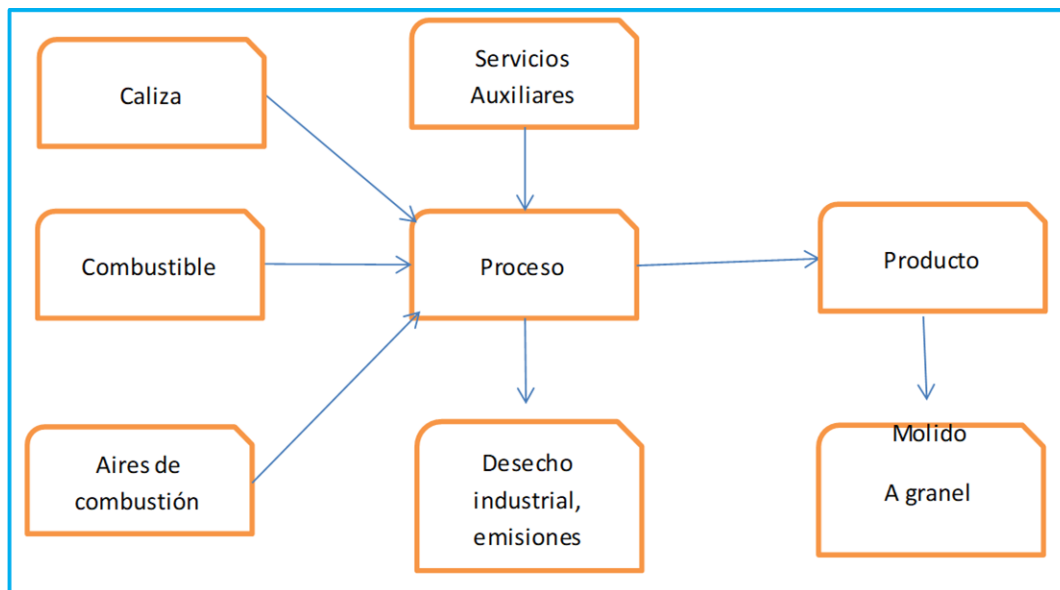 Caliza
Servicios
Auxiliares
Combustible
Proceso
Producto
Aires de
combustión
Desecho
industrial,
emisiones
Molido
A granel